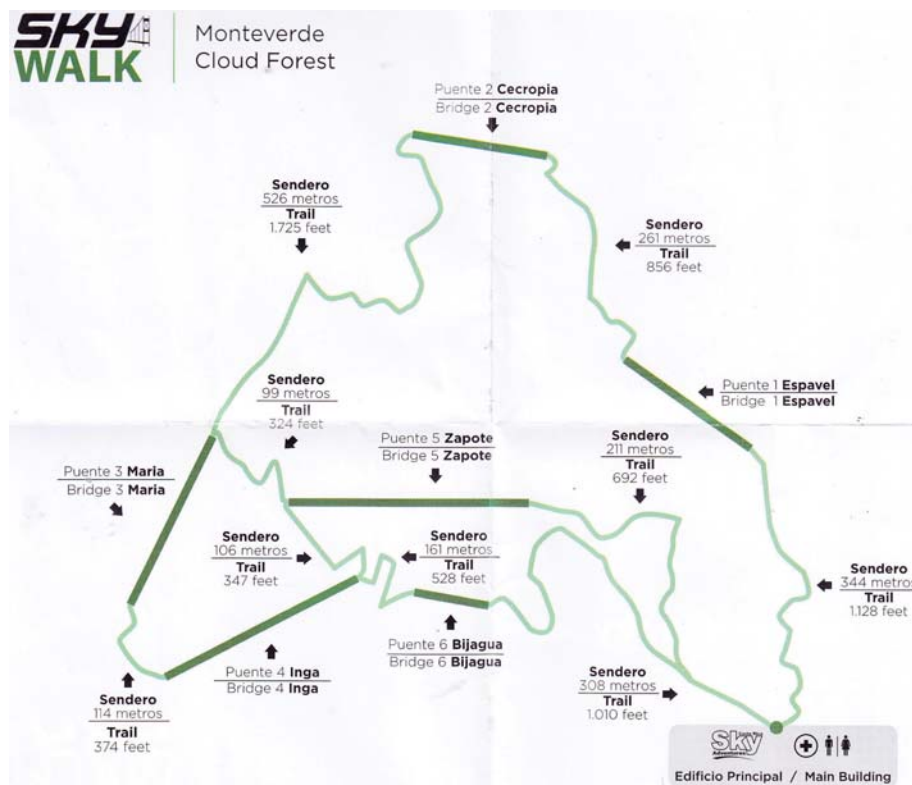 SKY
WALK
Monteverde
Cloud Forest
Puente 2 Cecropia
Bridge 2 Cecropia
Sendero
526 metros
Trail
1.725 feet
Sendero
261 metros
Trail
856 feet
Puente 1 Espavel
Bridge 1 Espavel
Sendero
99 metros
Trail
324 feet
Puente 5 Zapote
Bridge 5 Zapote
Sendero
211 metros
Trail
692 feet
Puente 3 Maria
Bridge 3 Maria
Sendero
106 metros
Trail
347 feet
Sendero
161 metros
Trail
528 feet
Sendero
344 metros
Trail
1.128 feet
Puente 6 Bijagua
Bridge 6 Bijagua
Puente 4 Inga
Bridge 4 Inga
Sendero
114 metros
Trail
374 feet
Sendero
308 metros
Trail
1.010 feet
Sky
Edificio Principal / Main Building